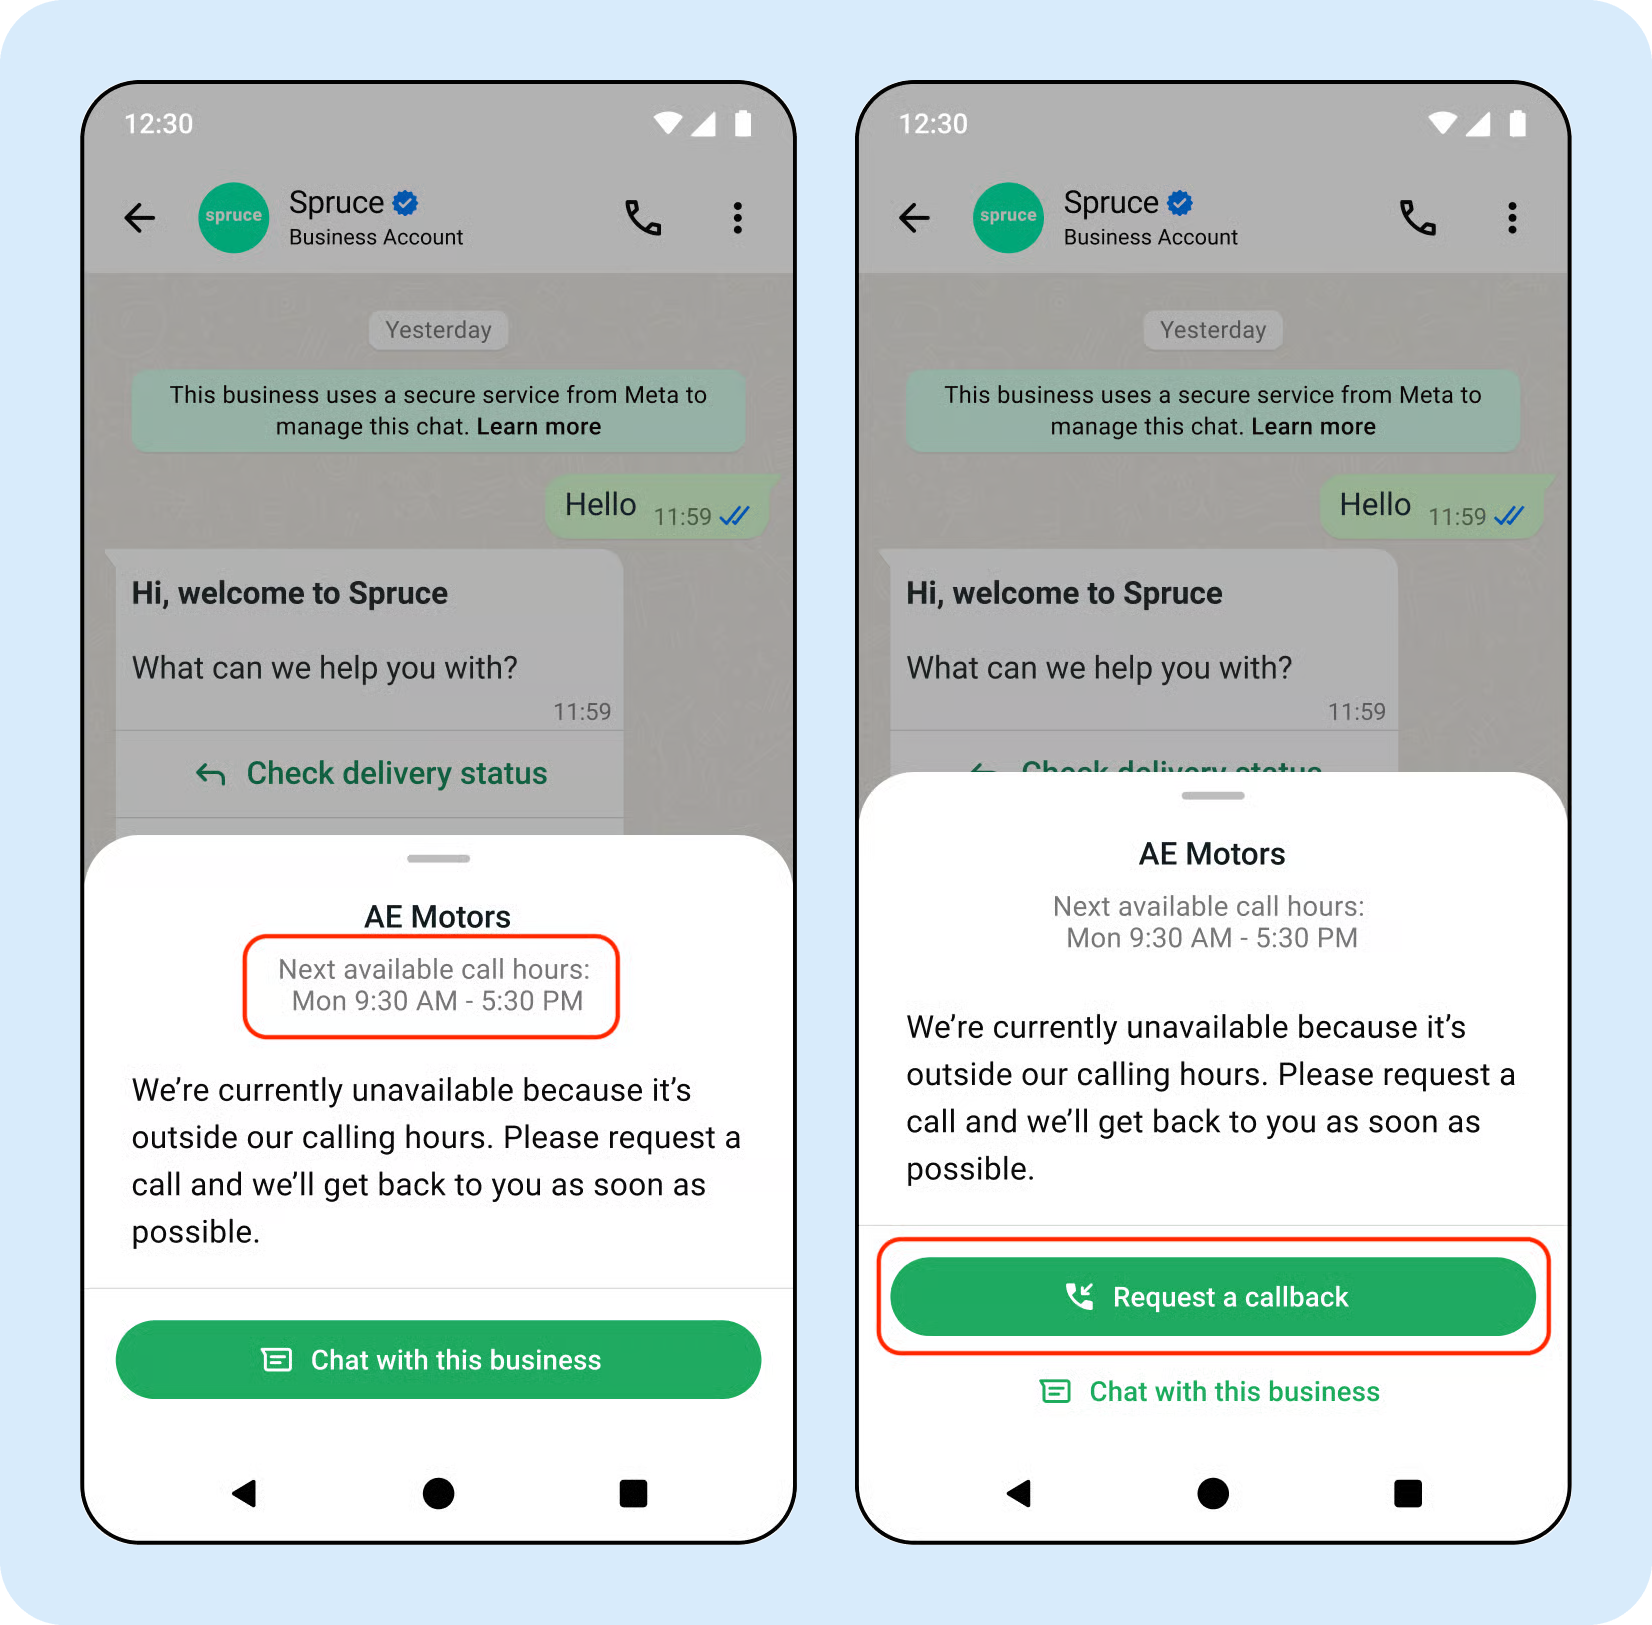 12:30
spruce
Spruce
Business Account
Yesterday
This business uses a secure service from Meta to
manage this chat. Learn more
Hello 11:59
Hi, welcome to Spruce
What can we help you with?
11:59
Check delivery status
AE Motors
Next available call hours:
Mon 9:30 AM - 5:30 PM
We’re currently unavailable because it’s
outside our calling hours. Please request a
call and we’ll get back to you as soon as
possible.
Chat with this business
12:30
spruce
Spruce
Business Account
Yesterday
This business uses a secure service from Meta to
manage this chat. Learn more
Hello 11:59
Hi, welcome to Spruce
What can we help you with?
11:59
Check delivery status
AE Motors
Next available call hours:
Mon 9:30 AM - 5:30 PM
We’re currently unavailable because it’s
outside our calling hours. Please request a
call and we’ll get back to you as soon as
possible.
Request a callback
Chat with this business